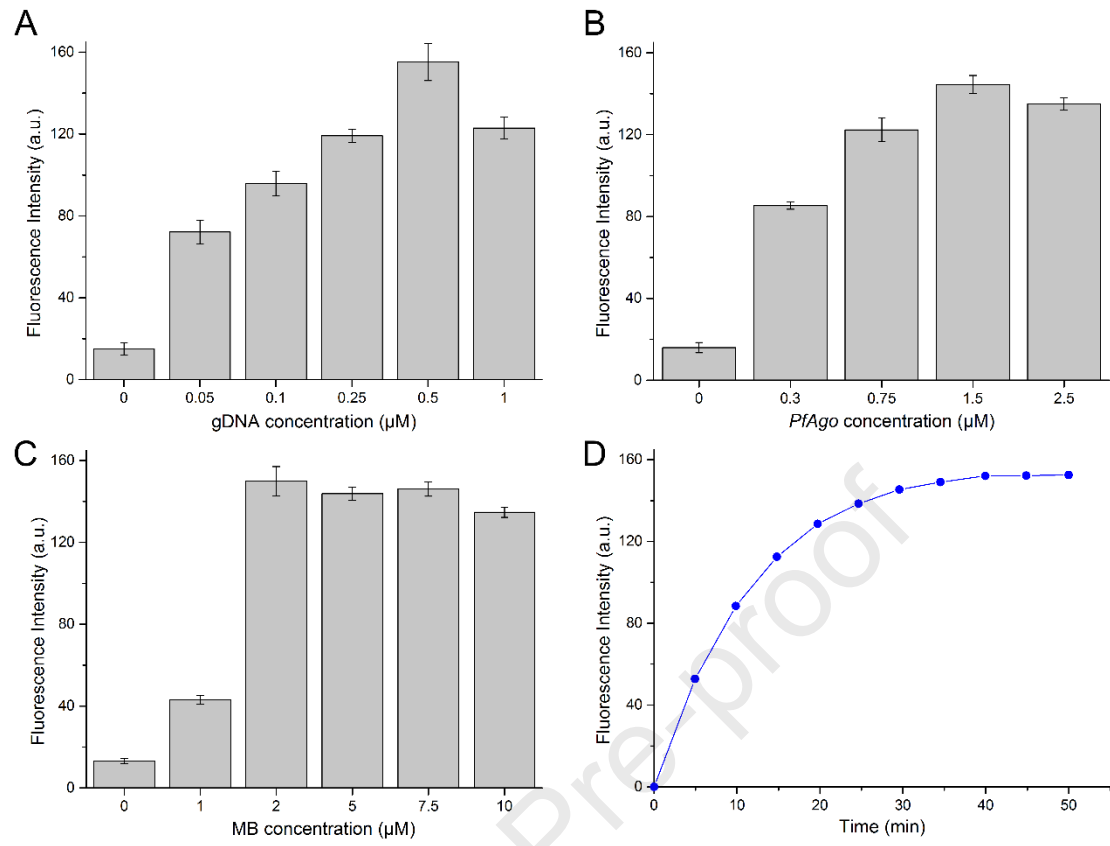 A
Fluorescence Intensity (a.u.)
160
120
80
40
0
0 0.05 0.1 0.25 0.5 1
gDNA concentration (µM)
B
Fluorescence Intensity (a.u.)
160
120
80
40
0
0 0.3 0.75 1.5 2.5
PfAgo concentration (µM)
C
Fluorescence Intensity (a.u.)
160
120
80
40
0
0 1 2 5 7.5 10
MB concentration (µM)
D
Fluorescence Intensity (a.u.)
160
120
80
40
0
0 10 20 30 40 50
Time (min)
Pre-proof